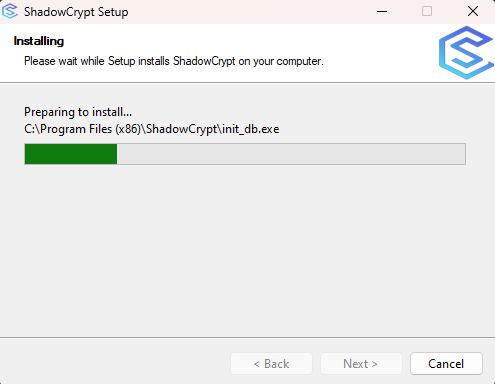 ShadowCrypt Setup
Installing
Please wait while Setup installs ShadowCrypt on your computer.
Preparing to install...
C:\Program Files (x86)\ShadowCrypt\init_db.exe
< Back
Next >
Cancel